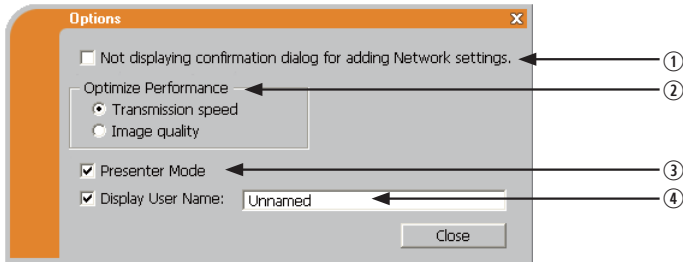 Options
Not displaying confirmation dialog for adding Network settings.
①
Optimize Performance
②
Transmission speed
Image quality
Presenter Mode
③
Display User Name: Unnamed
④
Close